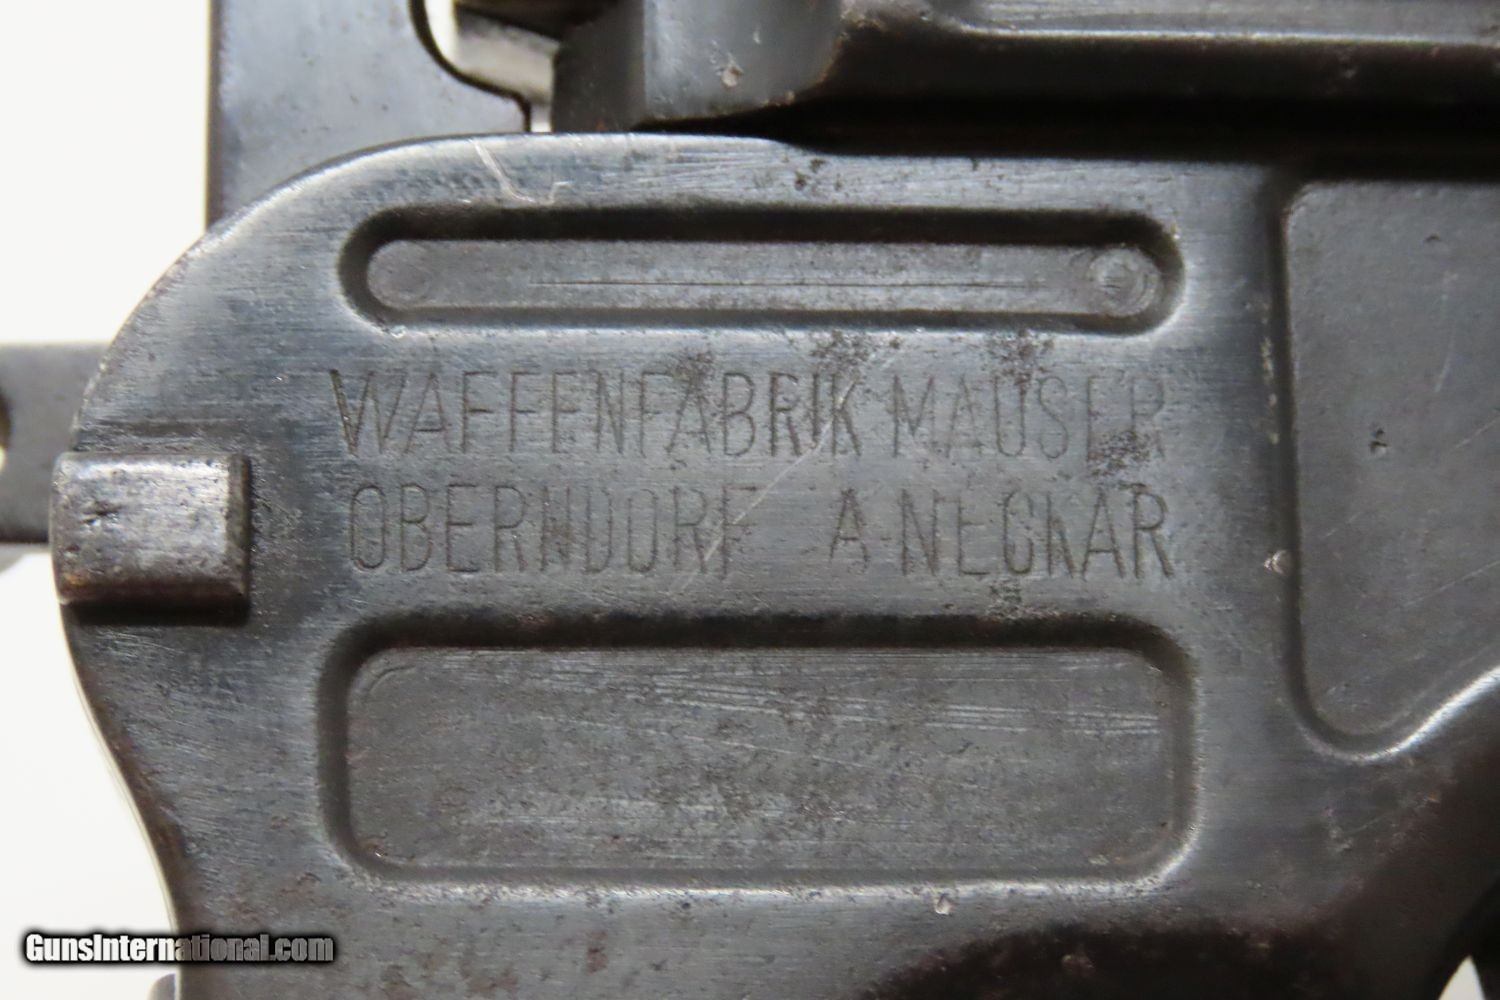 WAFFENFABRIK MAUSER
OBERNDORF A·NECKAR
GunsInternational.com